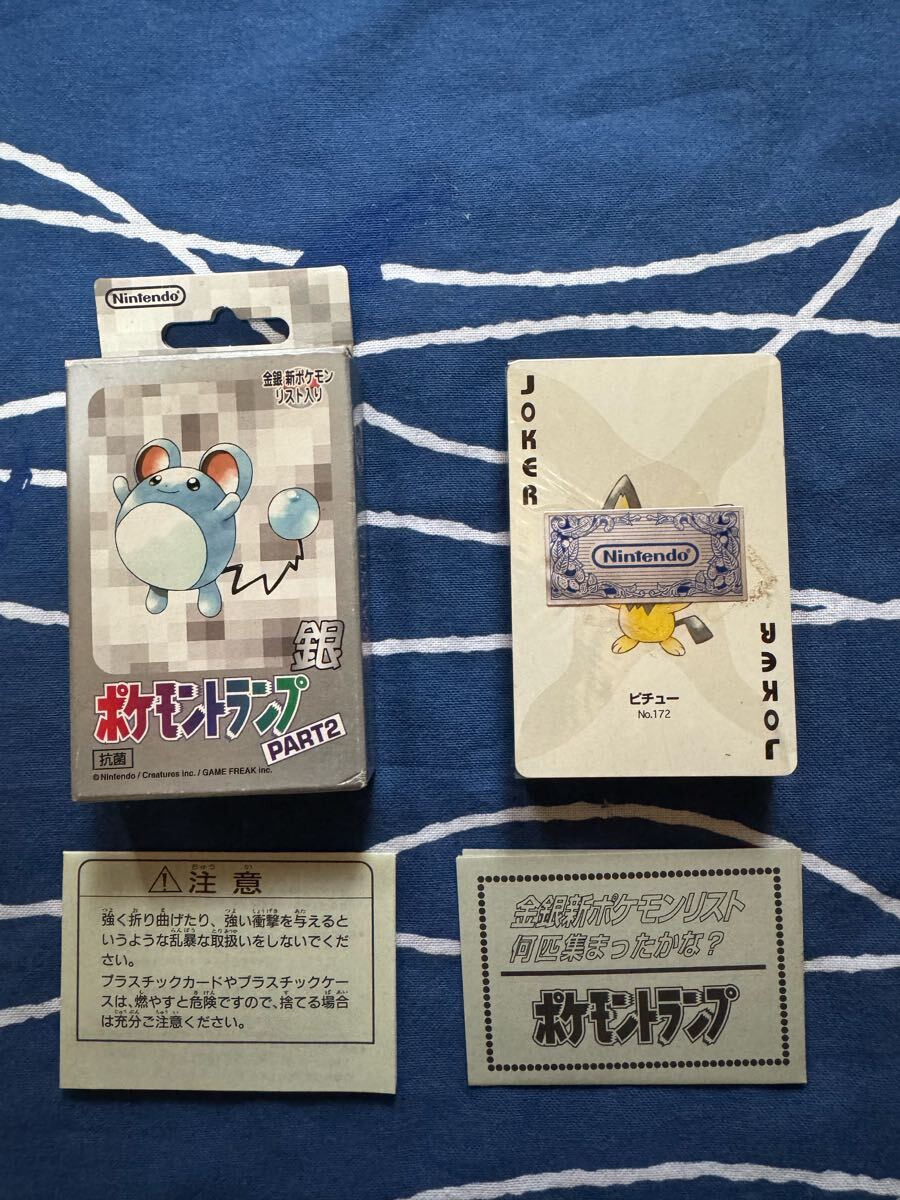 Nintendo
金銀 新ポケモン
リスト入り
銀
ポケモントランプ
PART2
抗菌
©Nintendo / Creatures inc. / GAME FREAK inc.
JOKER
Nintendo
ピチュー
No.172
JOKER
注意
ちゅう い
強く折り曲げたり、強い衝撃を与えると
いうような乱暴な取扱いをしないでくだ
さい。
プラスチックカードやプラスチックケー
スは、燃やすと危険ですので、捨てる場合
は充分ご注意ください。
金銀新ポケモンリスト
何匹集まったかな?
ポケモントランプ